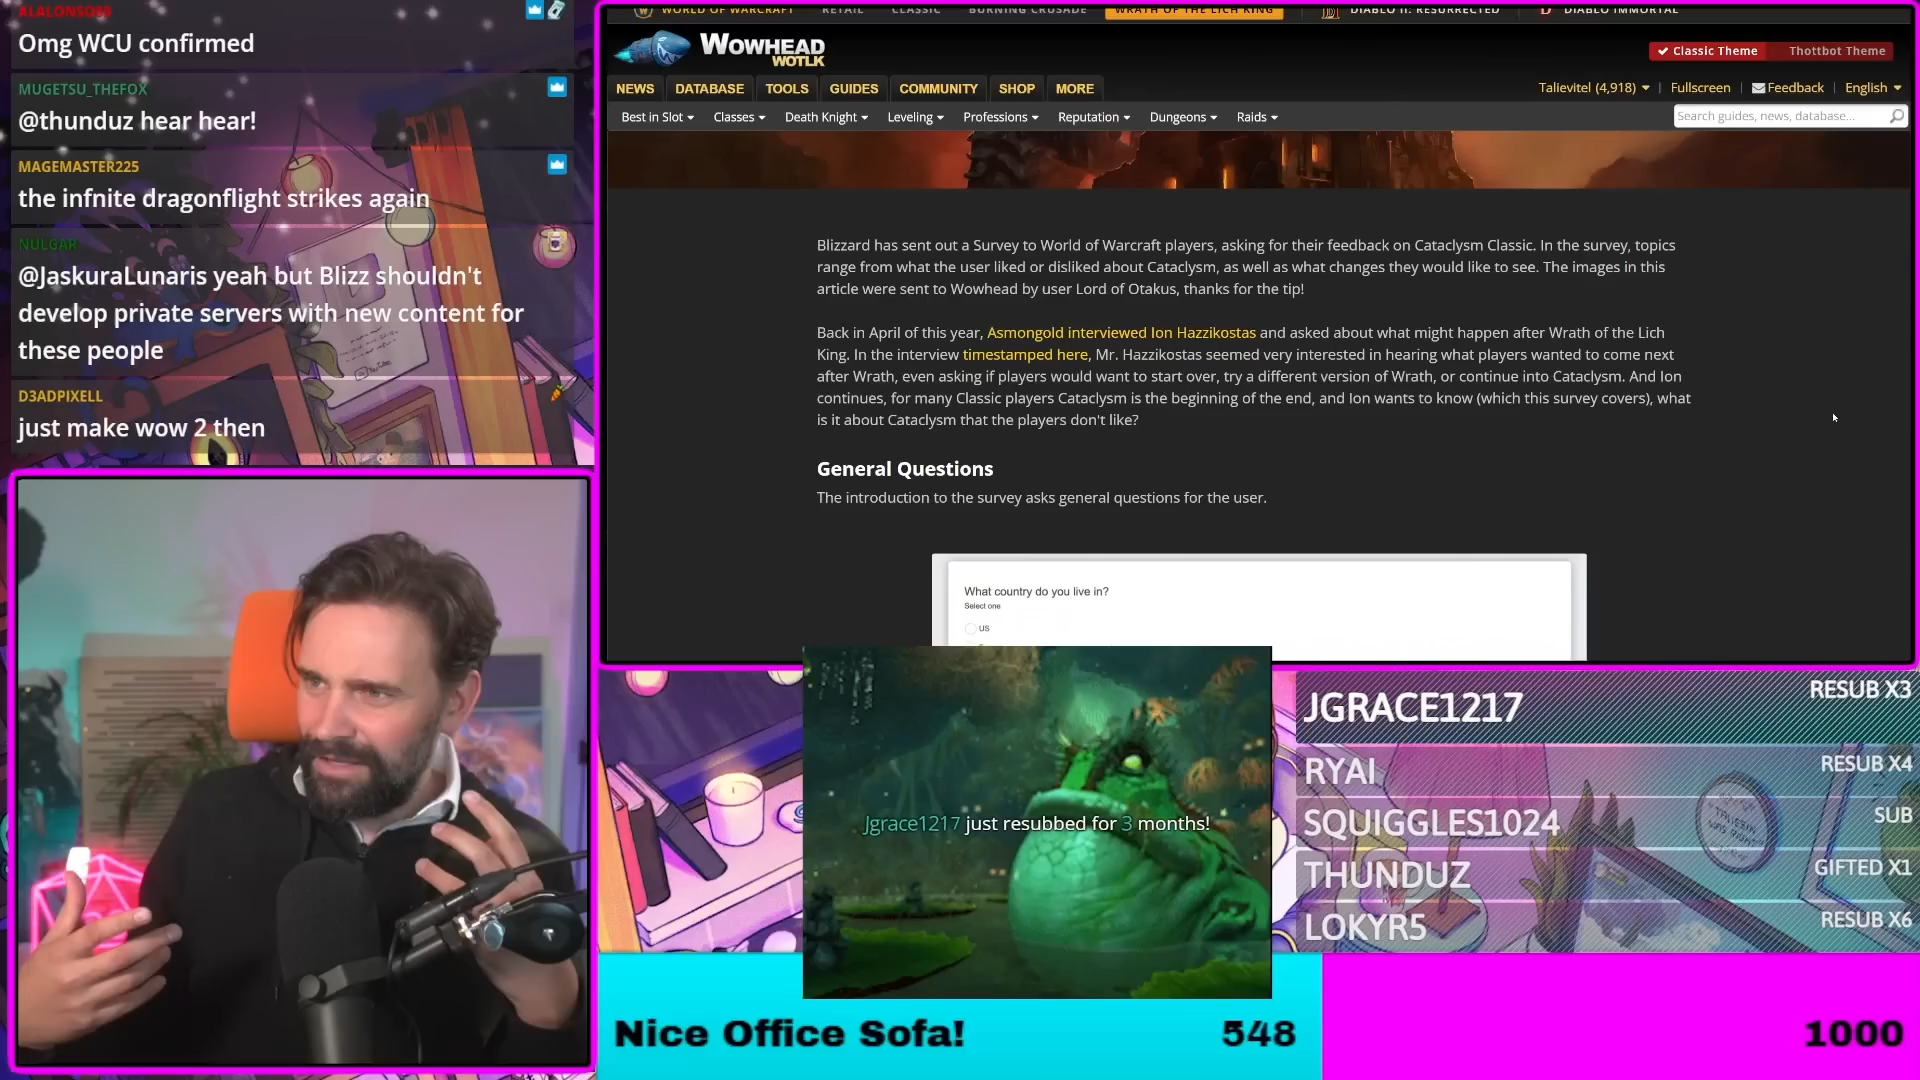 ALALONSO89
Omg WCU confirmed
MUGETSU_THEFOX
@thunduz hear hear!
MAGEMASTER225
the infnite dragonflight strikes again
NULGAR
@JaskuraLunaris yeah but Blizz shouldn't
develop private servers with new content for
these people
D3ADPIXELL
just make wow 2 then
WORLD OF WARCRAFT RETAIL CLASSIC BURNING CRUSADE WRATH OF THE LICH KING DIABLO II: RESURRECTED DIABLO IMMORTAL
WOWHEAD
WOTLK
Classic Theme Thottbot Theme
NEWS DATABASE TOOLS GUIDES COMMUNITY SHOP MORE
Talievitel (4,918) | Fullscreen | Feedback | English
Best in Slot Classes Death Knight Leveling Professions Reputation Dungeons Raids
Search guides, news, database...
Blizzard has sent out a Survey to World of Warcraft players, asking for their feedback on Cataclysm Classic. In the survey, topics
range from what the user liked or disliked about Cataclysm, as well as what changes they would like to see. The images in this
article were sent to Wowhead by user Lord of Otakus, thanks for the tip!
Back in April of this year, Asmongold interviewed Ion Hazzikostas and asked about what might happen after Wrath of the Lich
King. In the interview timestamped here, Mr. Hazzikostas seemed very interested in hearing what players wanted to come next
after Wrath, even asking if players would want to start over, try a different version of Wrath, or continue into Cataclysm. And Ion
continues, for many Classic players Cataclysm is the beginning of the end, and Ion wants to know (which this survey covers), what
is it about Cataclysm that the players don't like?
General Questions
The introduction to the survey asks general questions for the user.
What country do you live in?
Select one
US
Jgrace1217 just resubbed for 3 months!
JGRACE1217 RESUB X3
RYAI RESUB X4
SQUIGGLES1024 SUB
THUNDUZ GIFTED X1
LOKYR5 RESUB X6
Nice Office Sofa! 548 1000